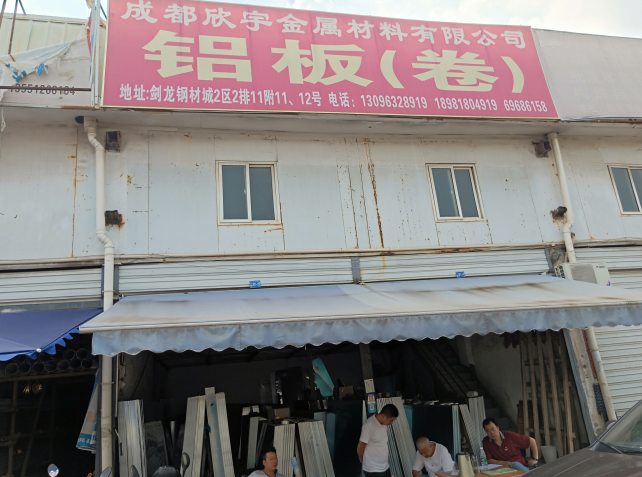 成都欣宇金属材料有限公司
铝板(卷)
地址:剑龙钢材城2区2排11附11、12号 电话: 13096328919 18981804919 69686158